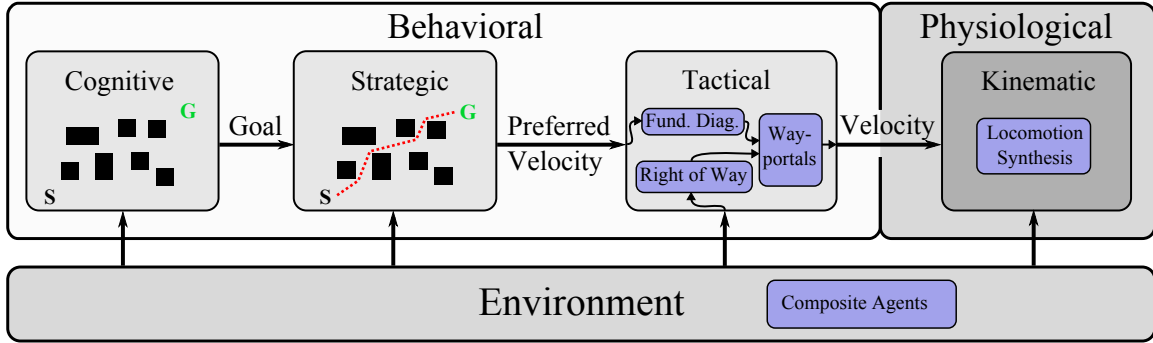 Behavioral
Physiological
Cognitive
G
S
Goal
Strategic
G
S
Preferred
Velocity
Tactical
Fund. Diag.
Right of Way
Way-
portals
Velocity
Kinematic
Locomotion
Synthesis
Environment
Composite Agents